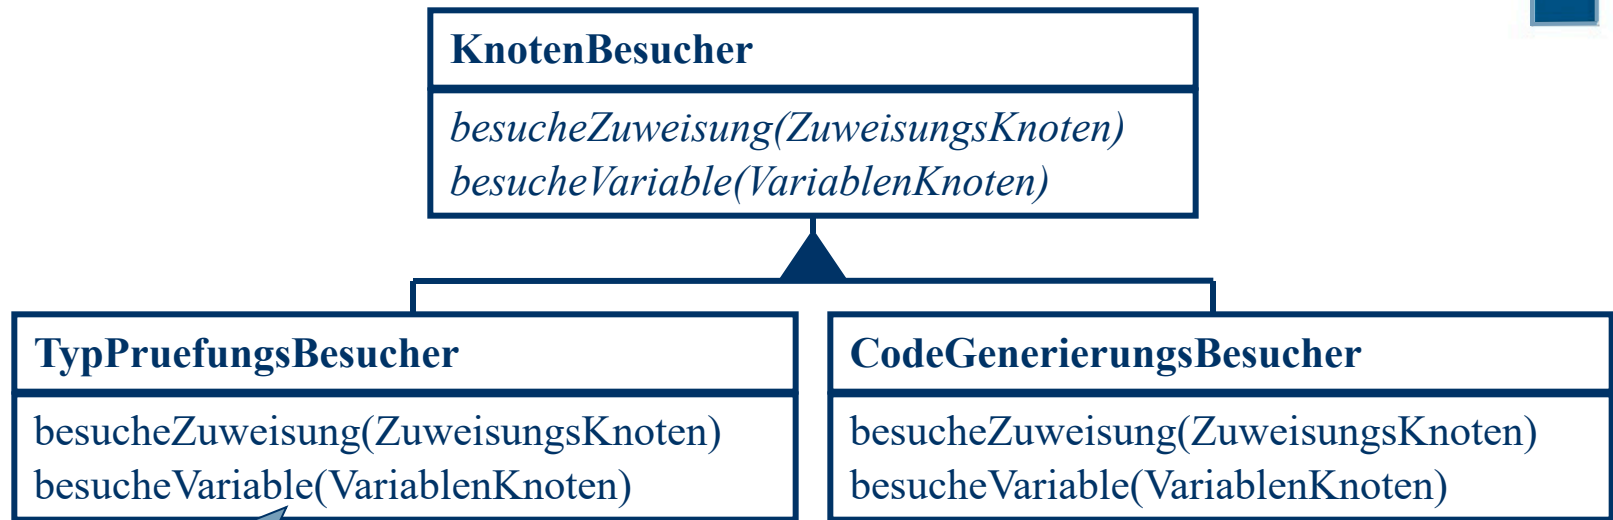 KnotenBesucher
besucheZuweisung(ZuweisungsKnoten)
besucheVariable(VariablenKnoten)
TypPruefungsBesucher
besucheZuweisung(ZuweisungsKnoten)
besucheVariable(VariablenKnoten)
CodeGenerierungsBesucher
besucheZuweisung(ZuweisungsKnoten)
besucheVariable(VariablenKnoten)